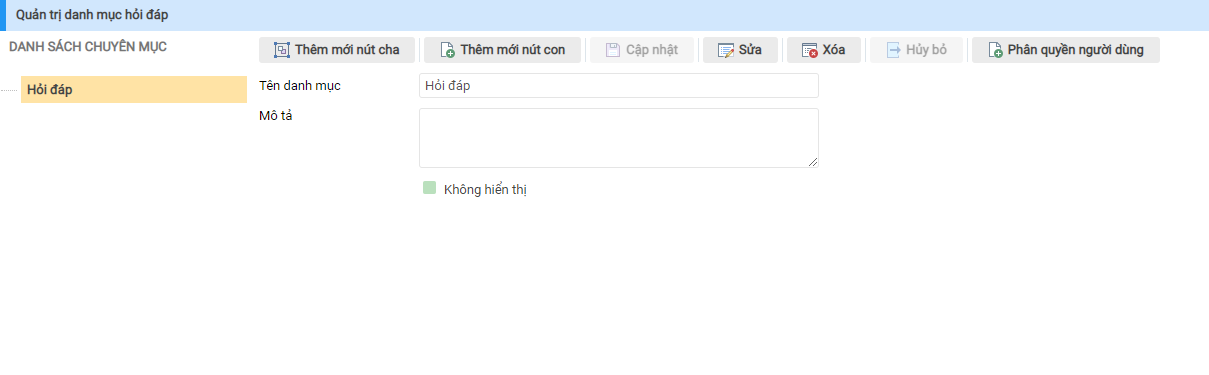 Quản trị danh mục hỏi đáp
DANH SÁCH CHUYÊN MỤC
Thêm mới nút cha Thêm mới nút con Cập nhật Sửa Xóa Hủy bỏ Phân quyền người dùng
Hỏi đáp
Tên danh mục Hỏi đáp
Mô tả
Không hiển thị